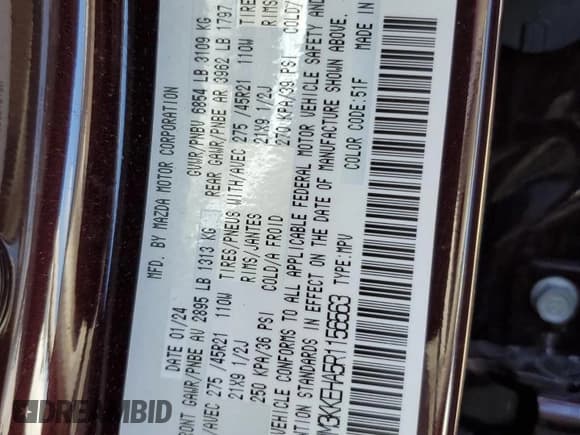 MFD. BY MAZDA MOTOR CORPORATION
DATE 01/24 GVWR/PNBV 6854 LB 3109 KG
RONT GAWR/PNBE AV 2895 LB 1313 KG REAR GAWR/PNBE AR 3962 LB 1797
/AVEC 275 /45R21 110W TIRES/PNEUS WITH/AVEC 275 /45R21 110W TIRE
21X9 1/2J RIMS/JANTES 21X9 1/2J RIMS
250 KPA/36 PSI COLD/A FROID 270 KPA/39 PSI COLD/
VEHICLE CONFORMS TO ALL APPLICABLE FEDERAL MOTOR VEHICLE SAFETY AND
NTION STANDARDS IN EFFECT ON THE DATE OF MANUFACTURE SHOWN ABOVE.
M3KKEHA5R1156563 TYPE:MPV COLOR CODE:51F MADE IN
DREAMBID